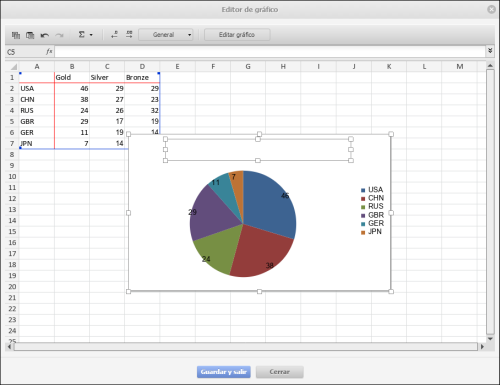 Editor de gráfico
Σ General Editar gráfico
C5 fx
A B C D E F G H I J K L M
1 Gold Silver Bronze
2 USA 46 29 29
3 CHN 38 27 23
4 RUS 24 26 32
5 GBR 29 17 19
6 GER 11 19 14
7 JPN 7 14
8
9
10
11
12
13
14
15
16
17
18
19
20
21
22
23
24
25
7
11
46
29
24
38
USA
CHN
RUS
GBR
GER
JPN
Guardar y salir Cerrar